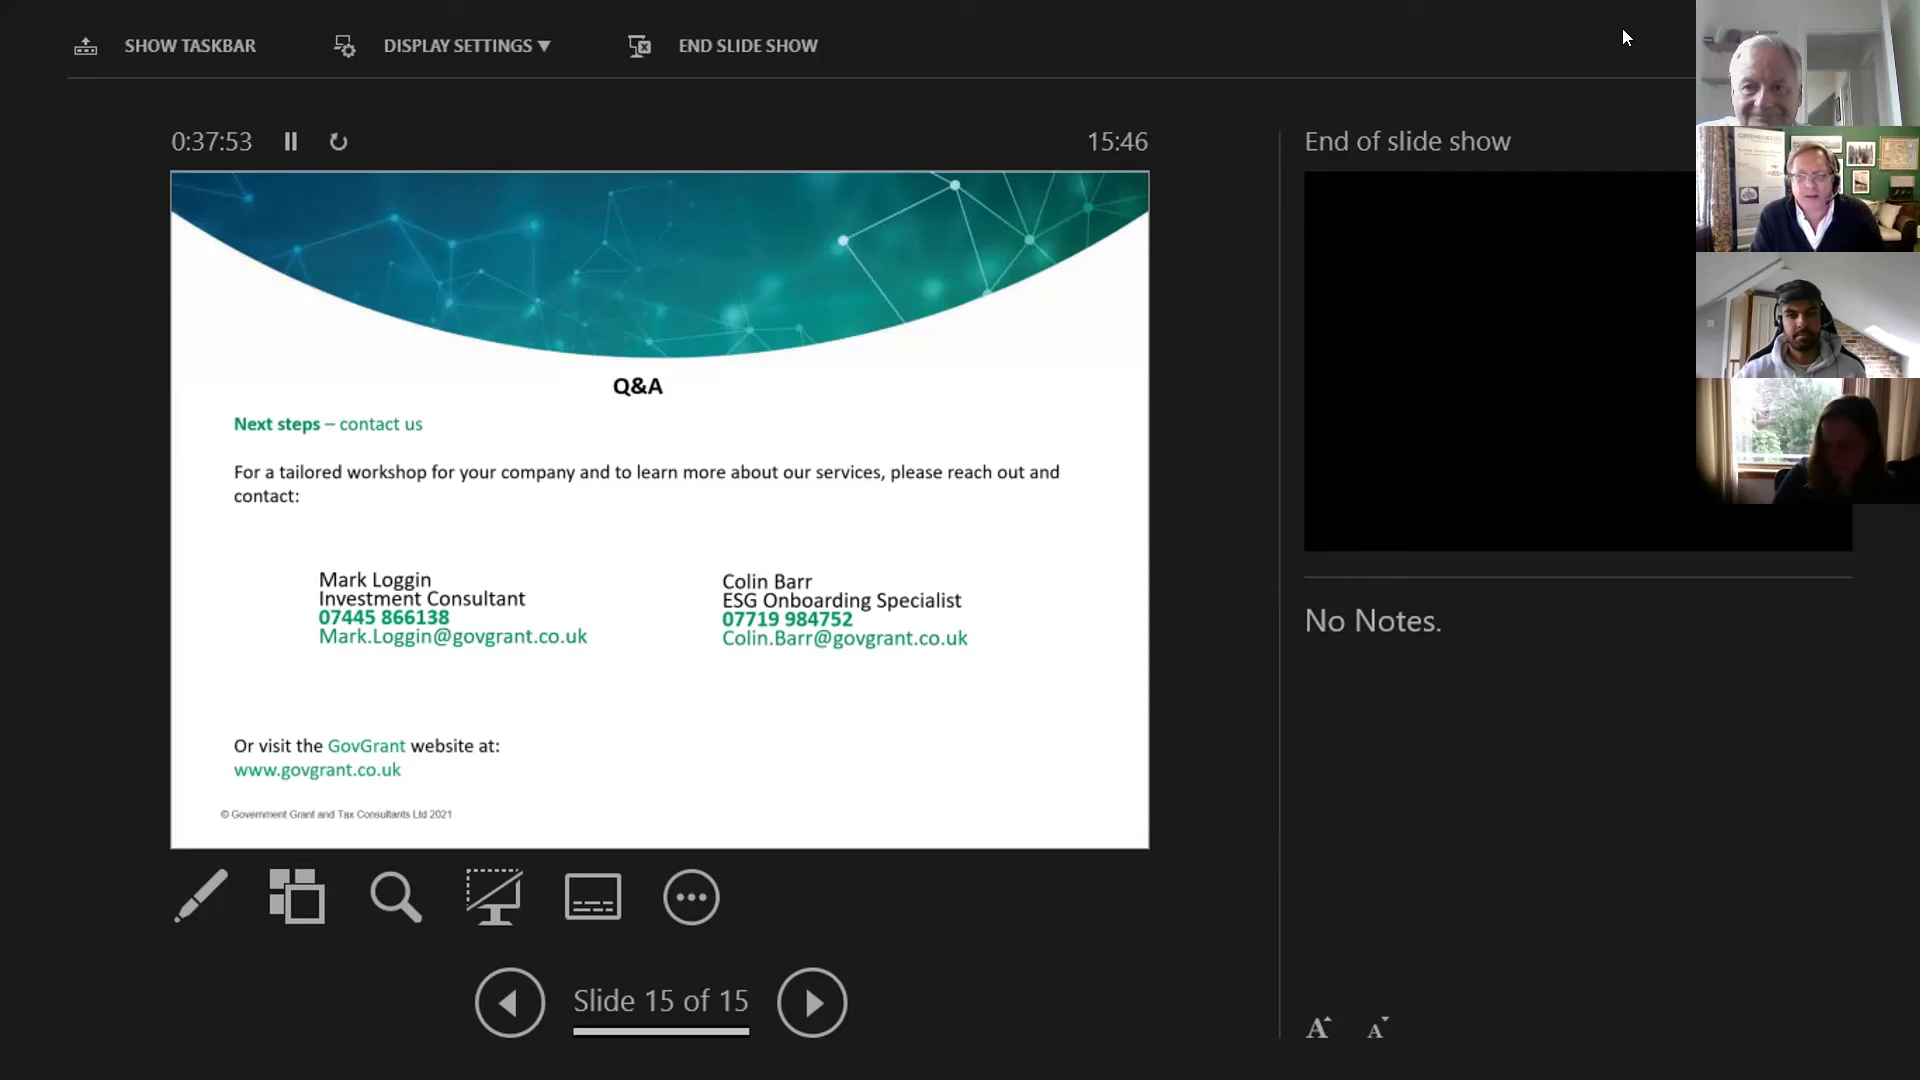 SHOW TASKBAR
DISPLAY SETTINGS ▼
END SLIDE SHOW
0:37:53
15:46
End of slide show
Q&A
Next steps – contact us
For a tailored workshop for your company and to learn more about our services, please reach out and
contact:
Mark Loggin
Investment Consultant
07445 866138
Mark.Loggin@govgrant.co.uk
Colin Barr
ESG Onboarding Specialist
07719 984752
Colin.Barr@govgrant.co.uk
Or visit the GovGrant website at:
www.govgrant.co.uk
© Government Grant and Tax Consultants Ltd 2021
No Notes.
Slide 15 of 15
A
A